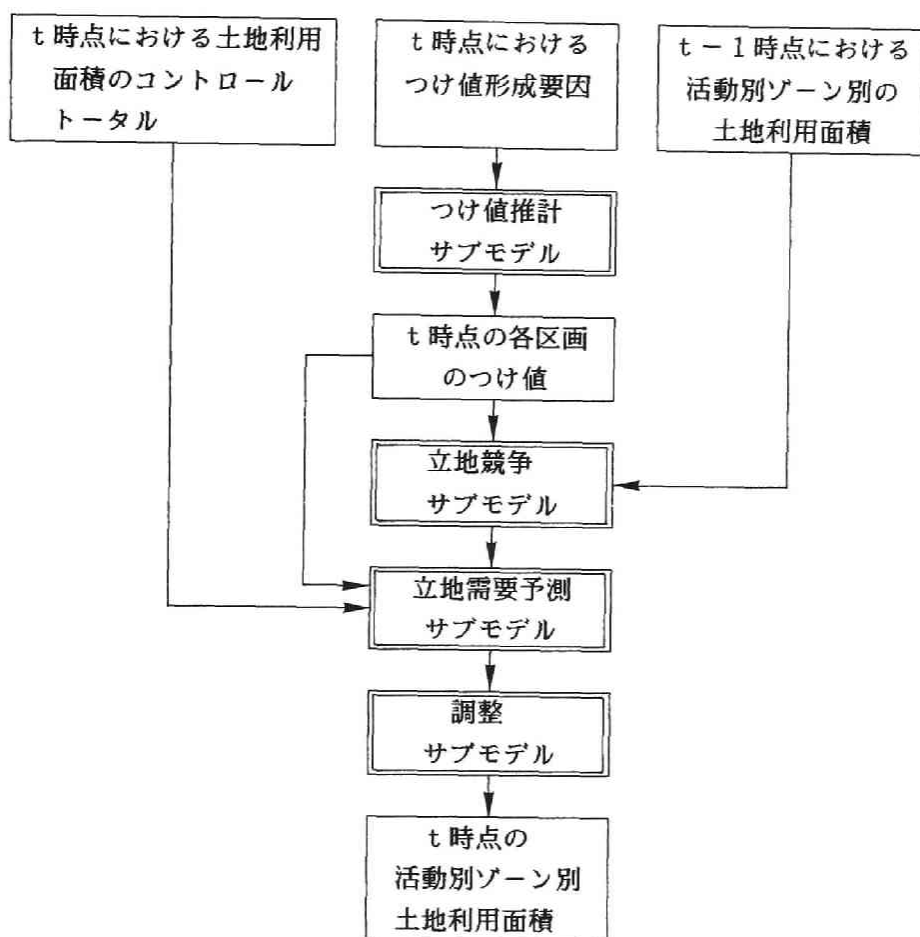 t時点における土地利用
面積のコントロール
トータル
t時点における
つけ値形成要因
t-1時点における
活動別ゾーン別の
土地利用面積
つけ値推計
サブモデル
t時点の各区画
のつけ値
立地競争
サブモデル
立地需要予測
サブモデル
調整
サブモデル
t時点の
活動別ゾーン別
土地利用面積